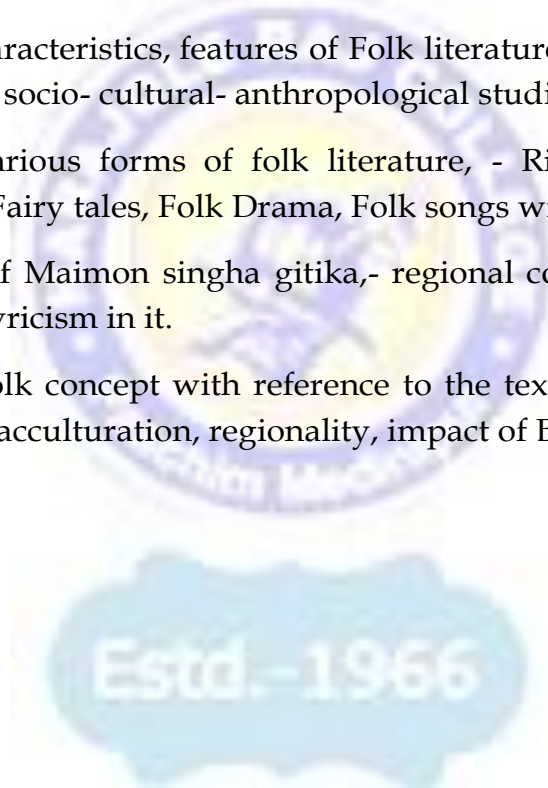 aracteristics, features of Folk literature
socio- cultural- anthropological studi
arious forms of folk literature, - Ri
Fairy tales, Folk Drama, Folk songs wi
f Maimon singha gitika,- regional co
yricism in it.
olk concept with reference to the tex
acculturation, regionality, impact of B
Estd.-1966